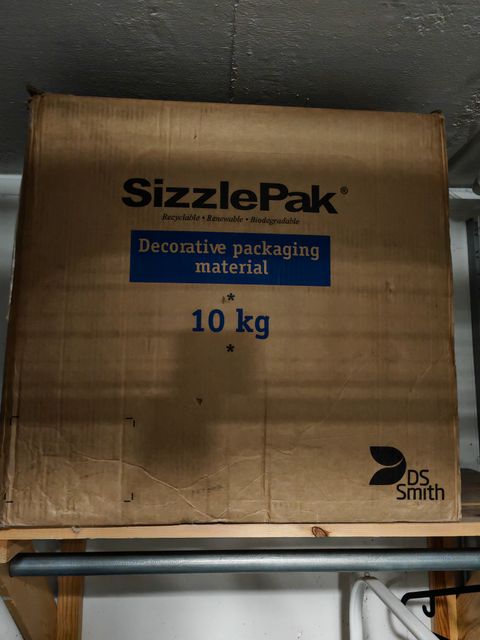 SizzlePak®
Recyclable • Renewable • Biodegradable
Decorative packaging
material
*
10 kg
*
DS
Smith